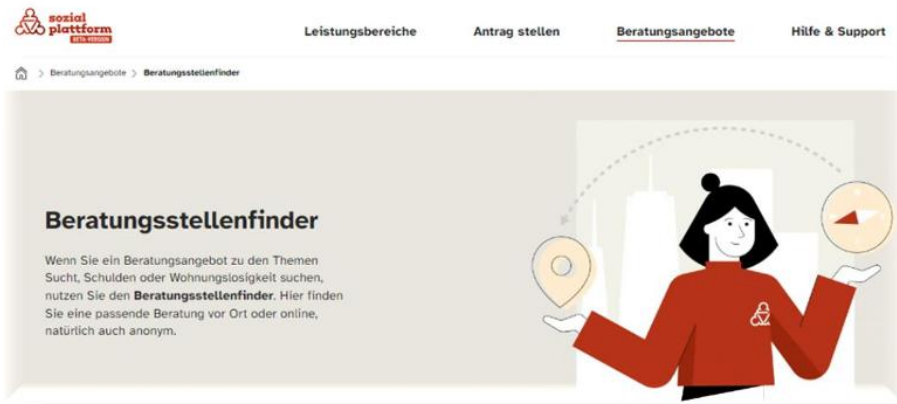 sozial
plattform
BETA-VERSION
Leistungsbereiche
Antrag stellen
Beratungsangebote
Hilfe & Support
> Beratungsangebote > Beratungsstellenfinder
Beratungsstellenfinder
Wenn Sie ein Beratungsangebot zu den Themen
Sucht, Schulden oder Wohnungslosigkeit suchen,
nutzen Sie den Beratungsstellenfinder. Hier finden
Sie eine passende Beratung vor Ort oder online,
natürlich auch anonym.